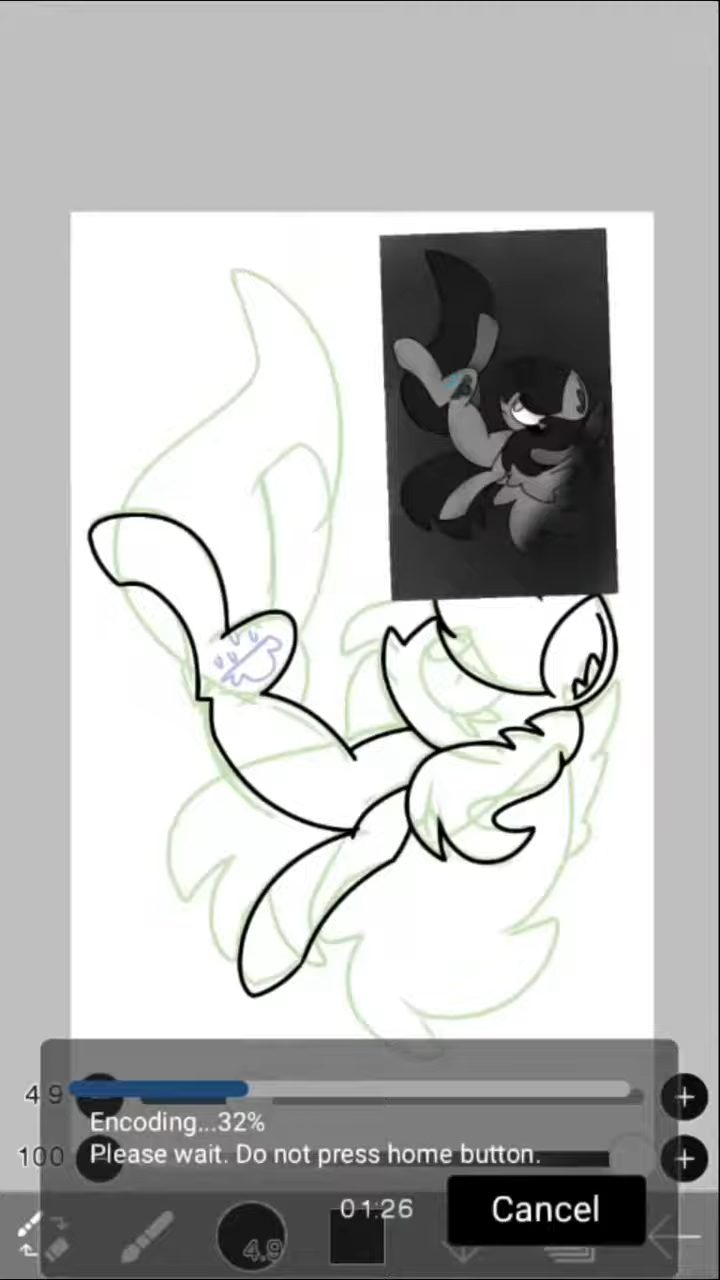 4.9
Encoding...32%
Please wait. Do not press home button.
100
01:26
Cancel
4.9